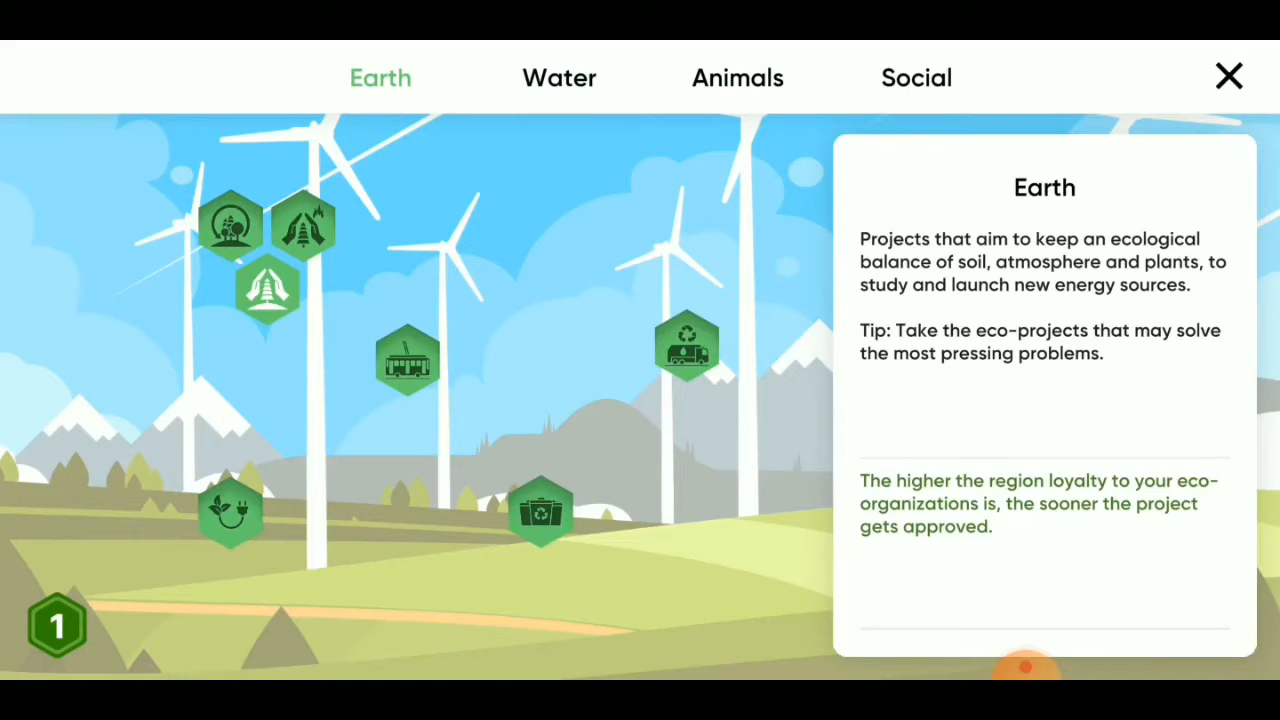 Earth Water Animals Social
Earth
Projects that aim to keep an ecological
balance of soil, atmosphere and plants, to
study and launch new energy sources.
Tip: Take the eco-projects that may solve
the most pressing problems.
The higher the region loyalty to your eco-
organizations is, the sooner the project
gets approved.
1